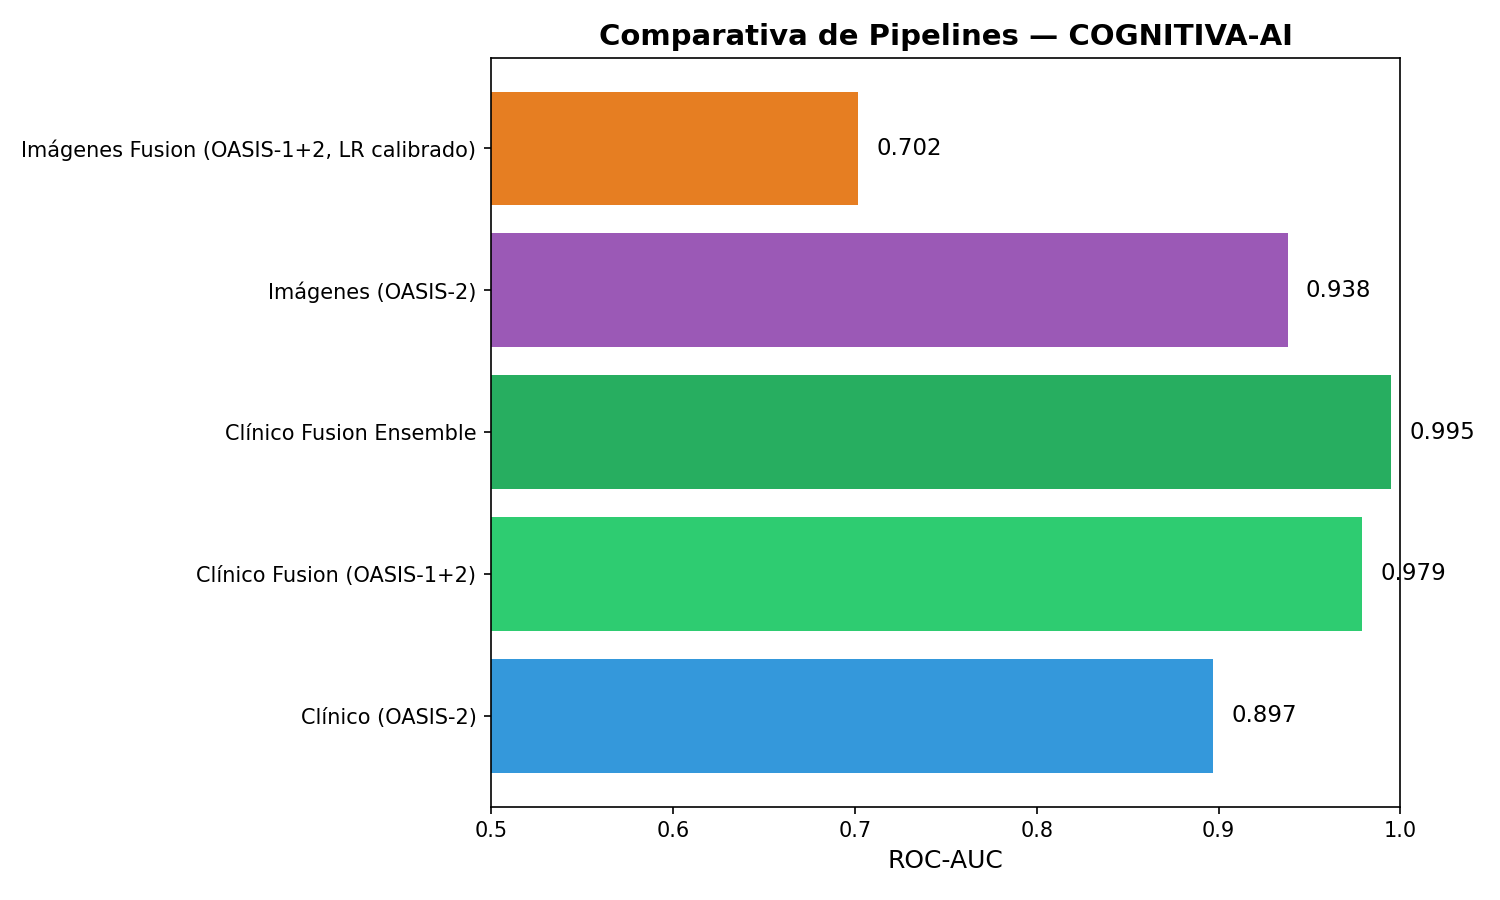 Comparativa de Pipelines — COGNITIVA-AI
Imágenes Fusion (OASIS-1+2, LR calibrado)
0.702
Imágenes (OASIS-2)
0.938
Clínico Fusion Ensemble
0.995
Clínico Fusion (OASIS-1+2)
0.979
Clínico (OASIS-2)
0.897
0.5 0.6 0.7 0.8 0.9 1.0
ROC-AUC